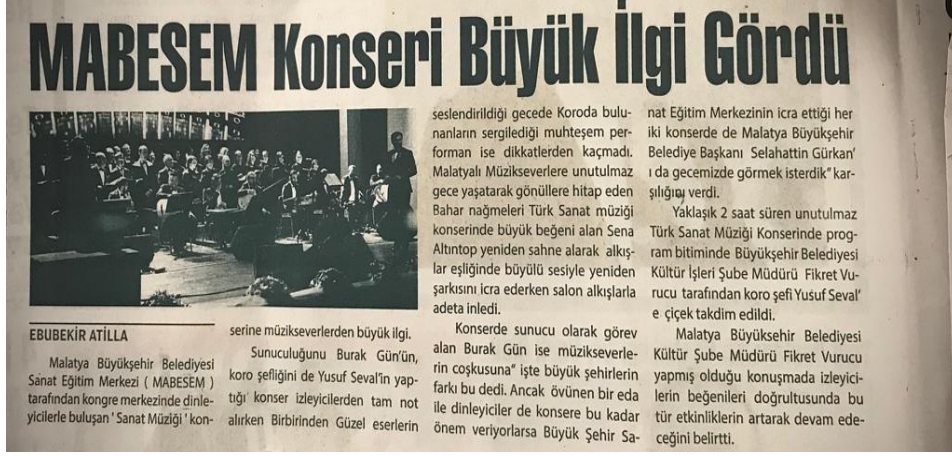 MABESEM Konseri Büyük İlgi Gördü
EBUBEKİR ATİLLA
Malatya Büyükşehir Belediyesi
Sanat Eğitim Merkezi ( MABESEM )
tarafından kongre merkezinde dinle-
yicilerle buluşan ' Sanat Müziği ' kon-
serine müzikseverlerden büyük ilgi.
Sunuculuğunu Burak Gün'ün,
koro şefliğini de Yusuf Seval'in yap-
tığı konser izleyicilerden tam not
alırken Birbirinden Güzel eserlerin
seslendirildiği gecede Koroda bulu-
nanların sergilediği muhteşem per-
forman ise dikkatlerden kaçmadı.
Malatyalı Müzikseverlere unutulmaz
gece yaşatarak gönüllere hitap eden
Bahar nağmeleri Türk Sanat müziği
konserinde büyük beğeni alan Sena
Altıntop yeniden sahne alarak alkış-
lar eşliğinde büyülü sesiyle yeniden
şarkısını icra ederken salon alkışlarla
adeta inledi.
Konserde sunucu olarak görev
alan Burak Gün ise müzikseverle-
rin coşkusuna" işte büyük şehirlerin
farkı bu dedi. Ancak övünen bir eda
ile dinleyiciler de konsere bu kadar
önem veriyorlarsa Büyük Şehir Sa-
nat Eğitim Merkezinin icra ettiği her
iki konserde de Malatya Büyükşehir
Belediye Başkanı Selahattin Gürkan'
ı da gecemizde görmek isterdik" kar-
şılığını verdi.
Yaklaşık 2 saat süren unutulmaz
Türk Sanat Müziği Konserinde prog-
ram bitiminde Büyükşehir Belediyesi
Kültür İşleri Şube Müdürü Fikret Vu-
rucu tarafından koro şefi Yusuf Seval'
e çiçek takdim edildi.
Malatya Büyükşehir Belediyesi
Kültür Şube Müdürü Fikret Vurucu
yapmış olduğu konuşmada izleyici-
lerin beğenileri doğrultusunda bu
tür etkinliklerin artarak devam ede-
ceğini belirtti.